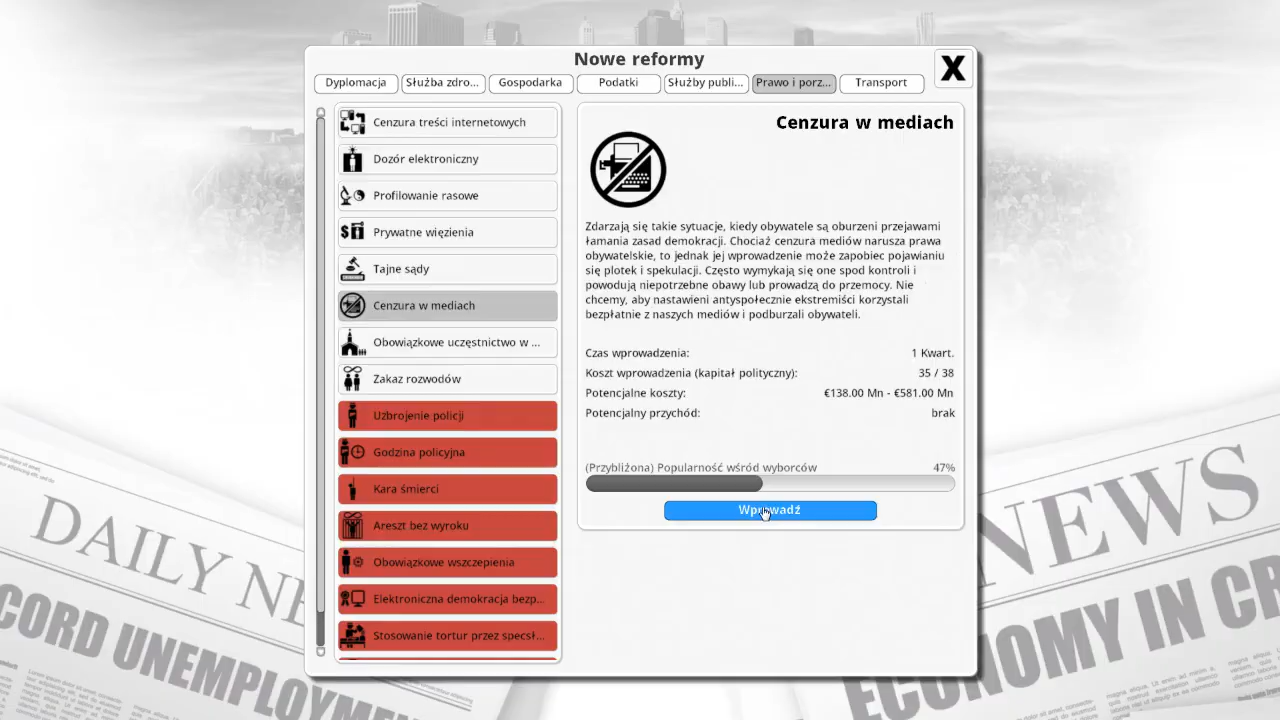 Nowe reformy
X
Dyplomacja
Służba zdro...
Gospodarka
Podatki
Służby publi...
Prawo i porz...
Transport
Cenzura treści internetowych
Dozór elektroniczny
Profilowanie rasowe
Prywatne więzienia
Tajne sądy
Cenzura w mediach
Obowiązkowe uczęstnictwo w ...
Zakaz rozwodów
Uzbrojenie policji
Godzina policyjna
Kara śmierci
Areszt bez wyroku
Obowiązkowe wszczepienia
Elektroniczna demokracja bezp...
Stosowanie tortur przez specsł...
Cenzura w mediach
Zdarzają się takie sytuacje, kiedy obywatele są oburzeni przejawami
łamania zasad demokracji. Chociaż cenzura mediów narusza prawa
obywatelskie, to jednak jej wprowadzenie może zapobiec pojawianiu
się plotek i spekulacji. Często wymykają się one spod kontroli i
powodują niepotrzebne obawy lub prowadzą do przemocy. Nie
chcemy, aby nastawieni antyspołecznie ekstremiści korzystali
bezpłatnie z naszych mediów i podburzali obywateli.
Czas wprowadzenia: 1 Kwart.
Koszt wprowadzenia (kapitał polityczny): 35 / 38
Potencjalne koszty: €138.00 Mn - €581.00 Mn
Potencjalny przychód: brak
(Przybliżona) Popularność wśród wyborców 47%
Wprowadź
DAILY NE
CORD UNEMPLOYM
NEWS
ECONOMY IN CR